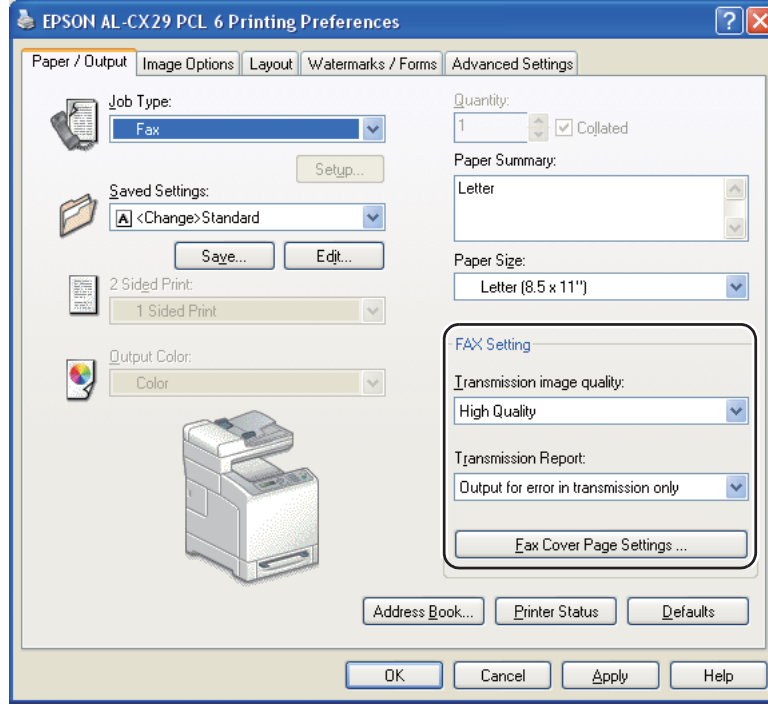 EPSON AL-CX29 PCL 6 Printing Preferences
Paper / Output Image Options Layout Watermarks / Forms Advanced Settings
Job Type:
Fax
Setup...
Saved Settings:
A <Change>Standard
Save... Edit...
2 Sided Print:
1 Sided Print
Output Color:
Color
Quantity:
1 Collated
Paper Summary:
Letter
Paper Size:
Letter (8.5 x 11")
FAX Setting
Transmission image quality:
High Quality
Transmission Report:
Output for error in transmission only
Fax Cover Page Settings ...
Address Book... Printer Status Defaults
OK Cancel Apply Help